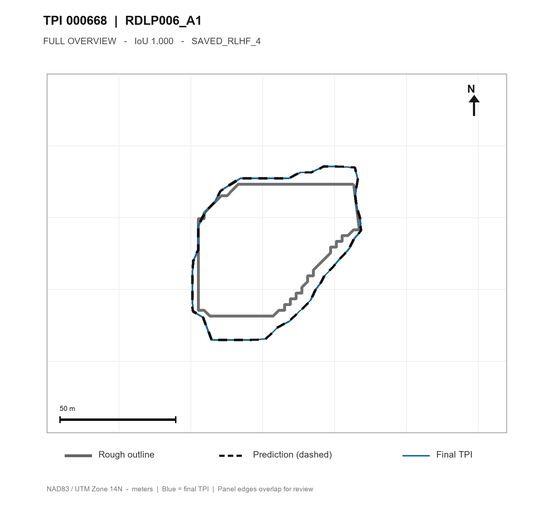 TPI 000668 | RDLP006_A1
FULL OVERVIEW - IoU 1.000 - SAVED_RLHF_4
N
50 m
Rough outline
Prediction (dashed)
Final TPI
NAD83 / UTM Zone 14N - meters | Blue = final TPI | Panel edges overlap for review